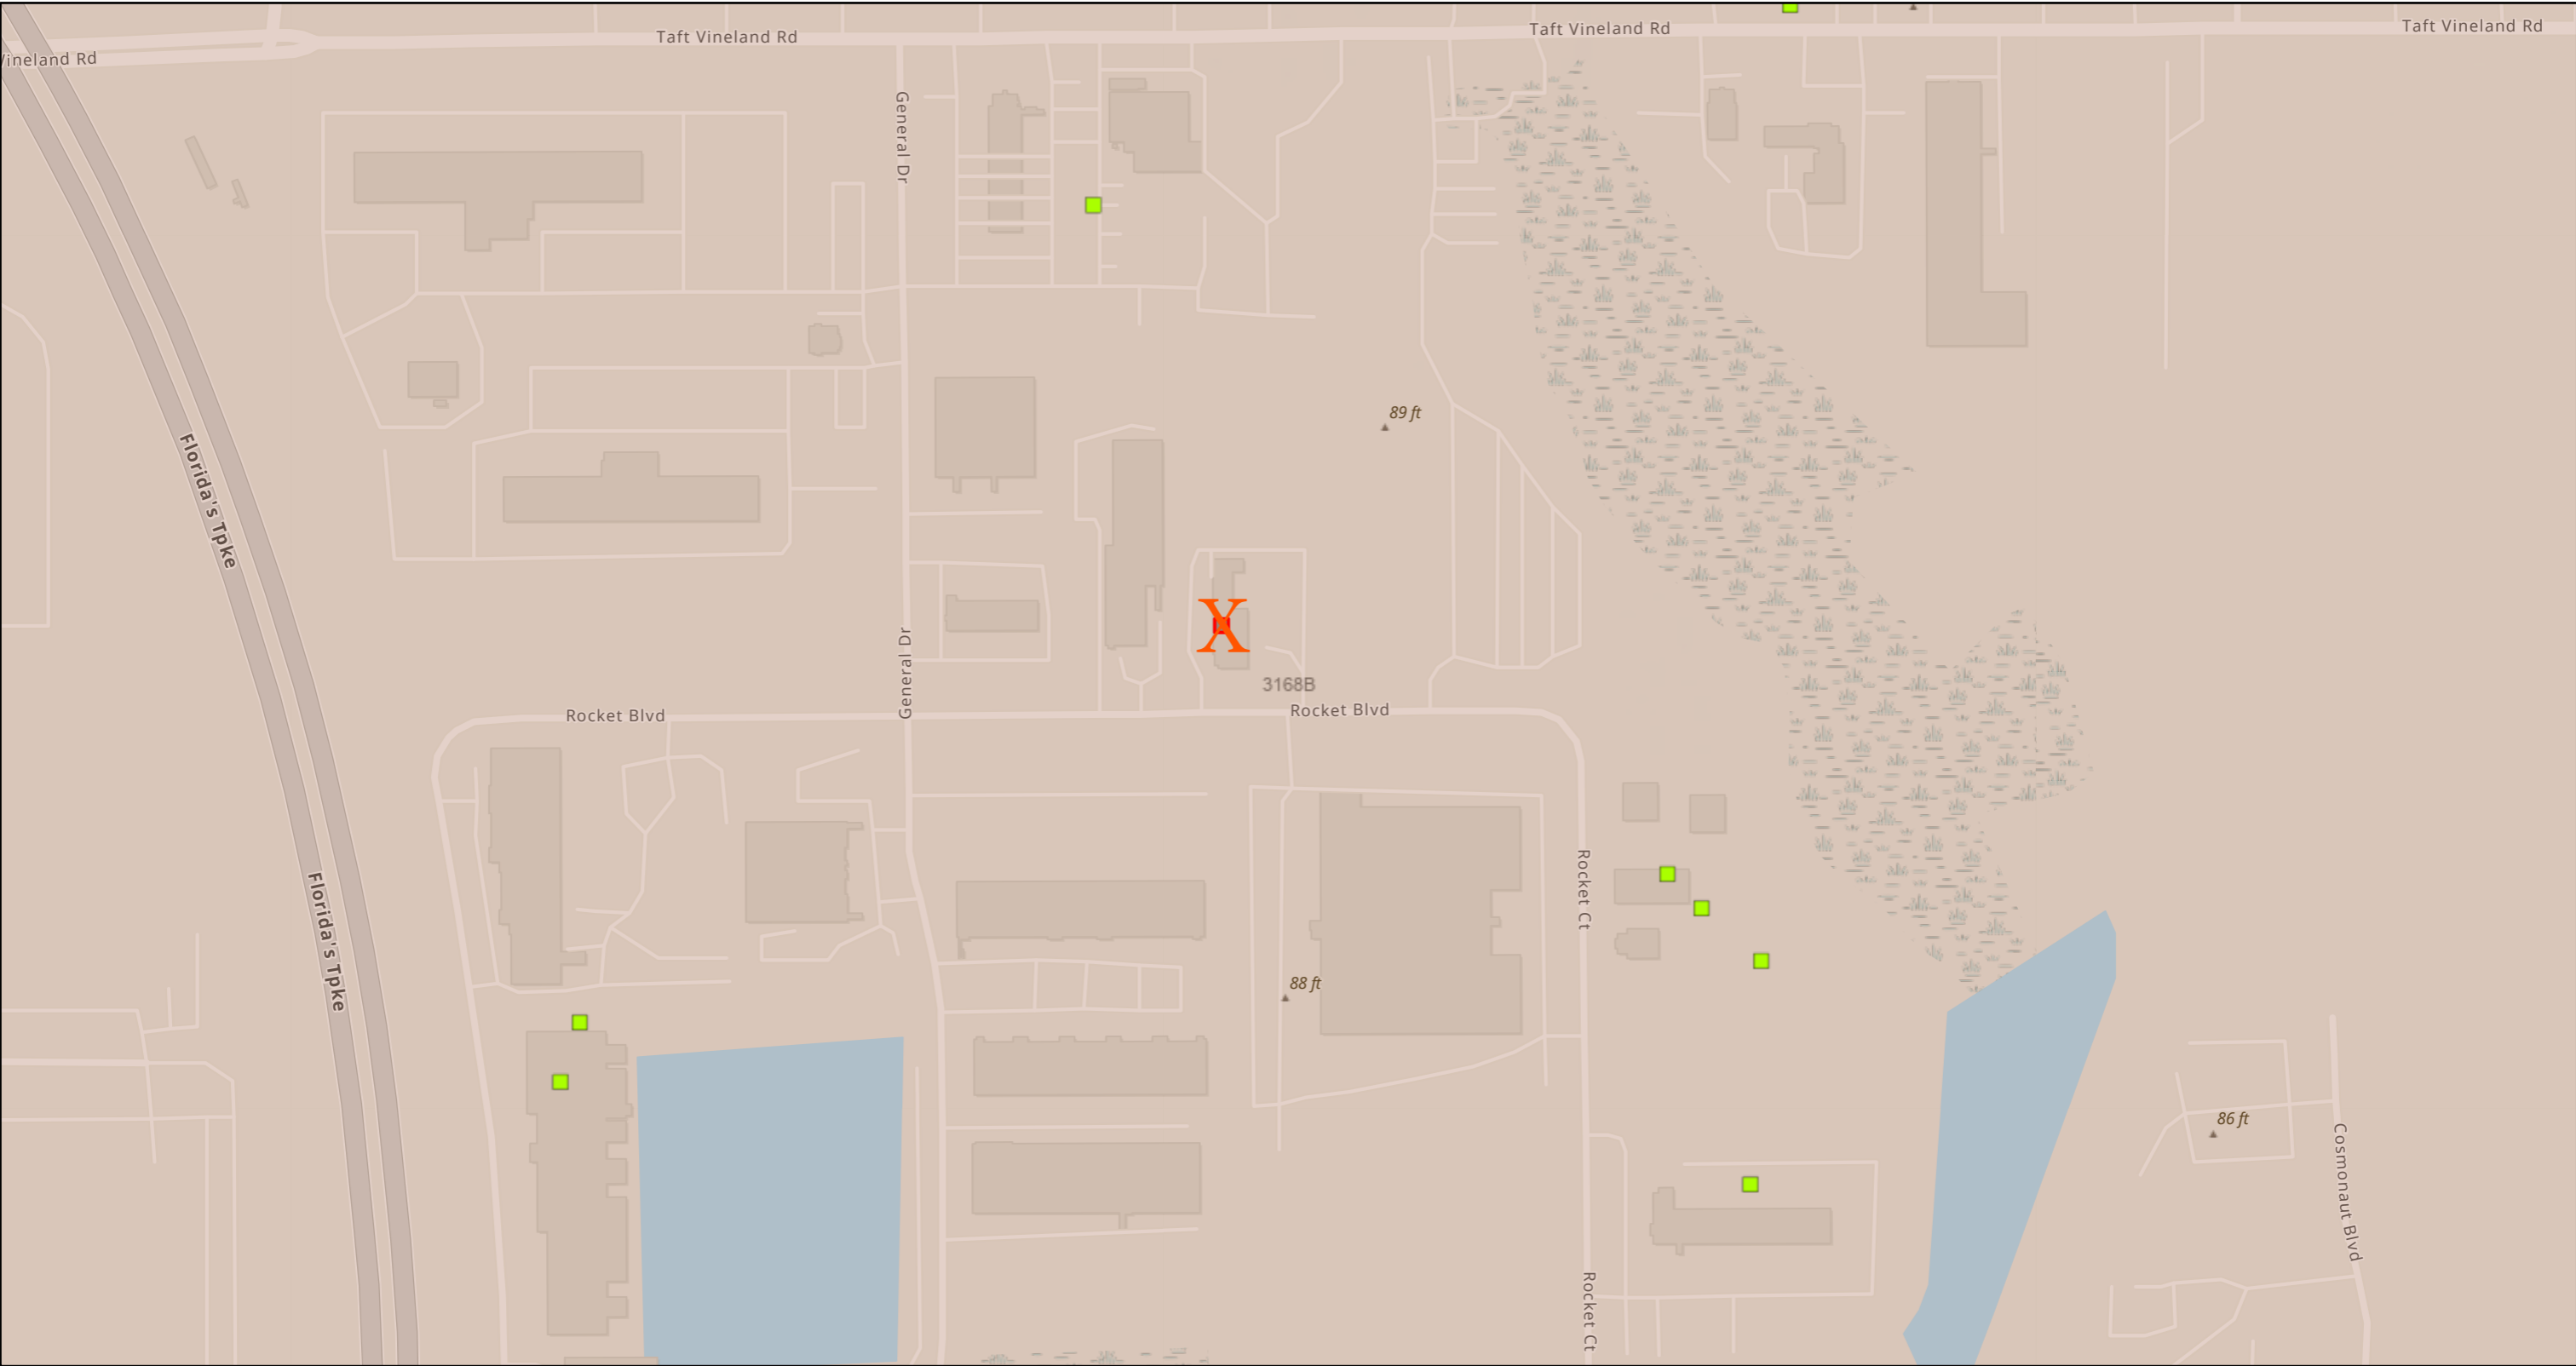 Taft Vineland Rd
Taft Vineland Rd
Taft Vineland Rd
Vineland Rd
General Dr
89 ft
Florida's Tpke
X
General Dr
3168B
Rocket Blvd
Rocket Blvd
Rocket Ct
Florida's Tpke
88 ft
86 ft
Cosmonaut Blvd
Rocket Ct